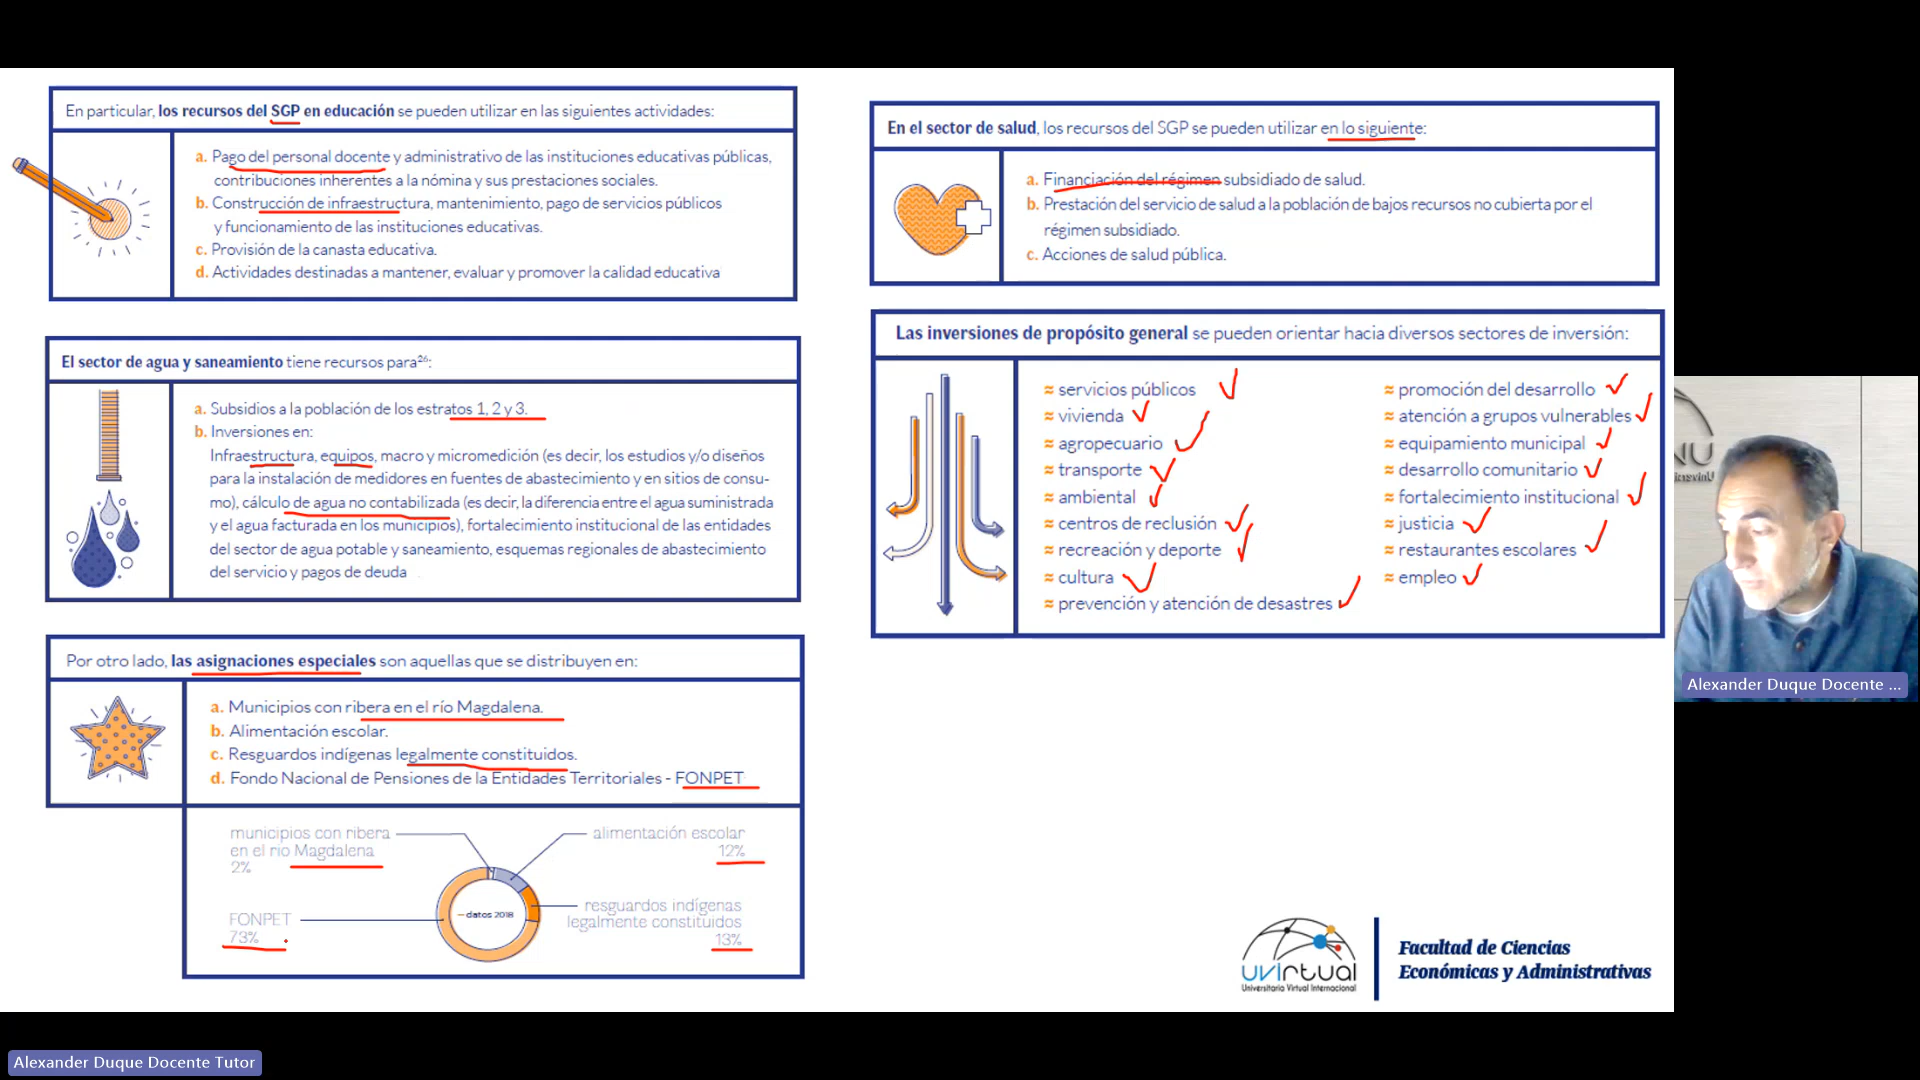 En particular, los recursos del SGP en educación se pueden utilizar en las siguientes actividades:
a. Pago del personal docente y administrativo de las instituciones educativas públicas,
contribuciones inherentes a la nómina y sus prestaciones sociales.
b. Construcción de infraestructura, mantenimiento, pago de servicios públicos
y funcionamiento de las instituciones educativas.
c. Provisión de la canasta educativa.
d. Actividades destinadas a mantener, evaluar y promover la calidad educativa
El sector de agua y saneamiento tiene recursos para²⁶:
a. Subsidios a la población de los estratos 1, 2 y 3.
b. Inversiones en:
Infraestructura, equipos, macro y micromedición (es decir, los estudios y/o diseños
para la instalación de medidores en fuentes de abastecimiento y en sitios de consu-
mo), cálculo de agua no contabilizada (es decir, la diferencia entre el agua suministrada
y el agua facturada en los municipios), fortalecimiento institucional de las entidades
del sector de agua potable y saneamiento, esquemas regionales de abastecimiento
del servicio y pagos de deuda
Por otro lado, las asignaciones especiales son aquellas que se distribuyen en:
a. Municipios con ribera en el río Magdalena.
b. Alimentación escolar.
c. Resguardos indígenas legalmente constituidos.
d. Fondo Nacional de Pensiones de la Entidades Territoriales - FONPET
municipios con ribera
en el río Magdalena
2%
alimentación escolar
12%
FONPET
73%
datos 2018
resguardos indígenas
legalmente constituidos
13%
En el sector de salud, los recursos del SGP se pueden utilizar en lo siguiente:
a. Financiación del régimen subsidiado de salud.
b. Prestación del servicio de salud a la población de bajos recursos no cubierta por el
régimen subsidiado.
c. Acciones de salud pública.
Las inversiones de propósito general se pueden orientar hacia diversos sectores de inversión:
≈ servicios públicos
≈ vivienda
≈ agropecuario
≈ transporte
≈ ambiental
≈ centros de reclusión
≈ recreación y deporte
≈ cultura
≈ prevención y atención de desastres
≈ promoción del desarrollo
≈ atención a grupos vulnerables
≈ equipamiento municipal
≈ desarrollo comunitario
≈ fortalecimiento institucional
≈ justicia
≈ restaurantes escolares
≈ empleo
uvirtual
Universitaria Virtual Internacional
Facultad de Ciencias
Económicas y Administrativas
Alexander Duque Docente ...
Alexander Duque Docente Tutor